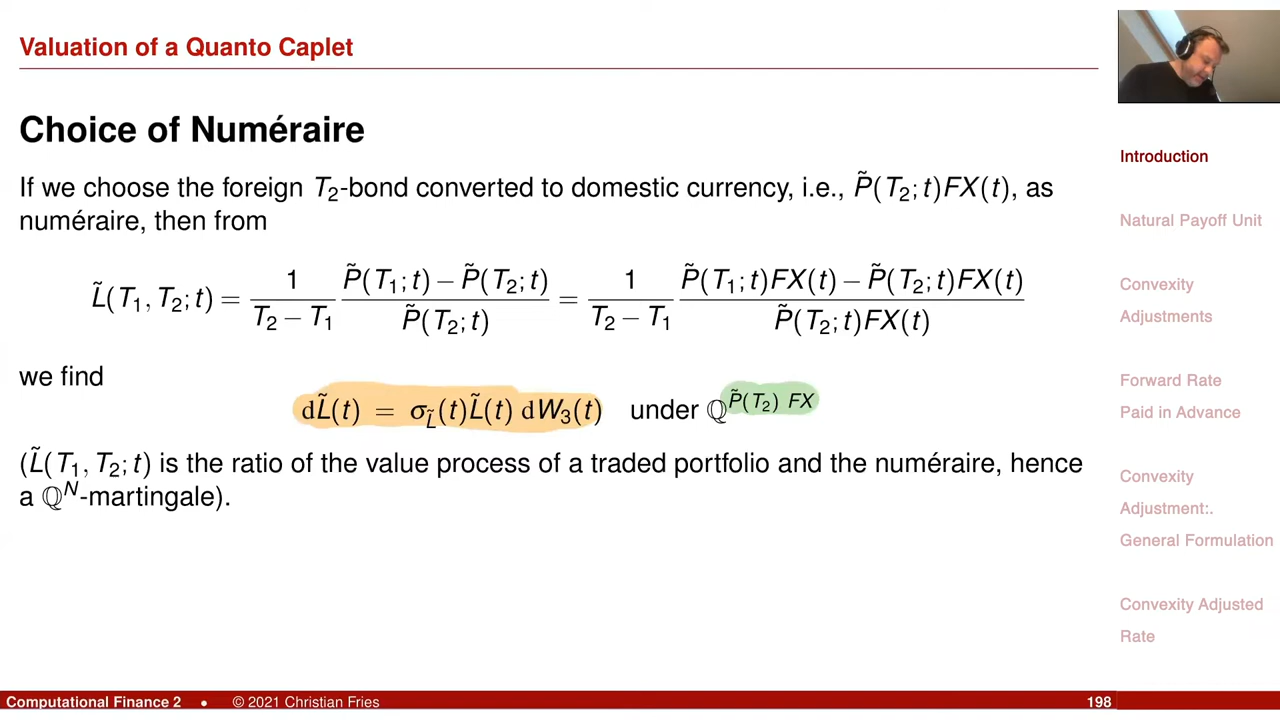 Valuation of a Quanto Caplet
Choice of Numéraire
If we choose the foreign T₂-bond converted to domestic currency, i.e., P̃(T₂; t)FX(t), as
numéraire, then from
L̃(T₁, T₂; t) = 1/(T₂ − T₁) (P̃(T₁; t) − P̃(T₂; t))/P̃(T₂; t) = 1/(T₂ − T₁) (P̃(T₁; t)FX(t) − P̃(T₂; t)FX(t))/(P̃(T₂; t)FX(t))
we find
dL̃(t) = σ_L̃(t)L̃(t) dW₃(t) under ℚ^P̃(T₂) FX
(L̃(T₁, T₂; t) is the ratio of the value process of a traded portfolio and the numéraire, hence
a ℚ^N-martingale).
Introduction
Natural Payoff Unit
Convexity
Adjustments
Forward Rate
Paid in Advance
Convexity
Adjustment:.
General Formulation
Convexity Adjusted
Rate
Computational Finance 2 • © 2021 Christian Fries 198